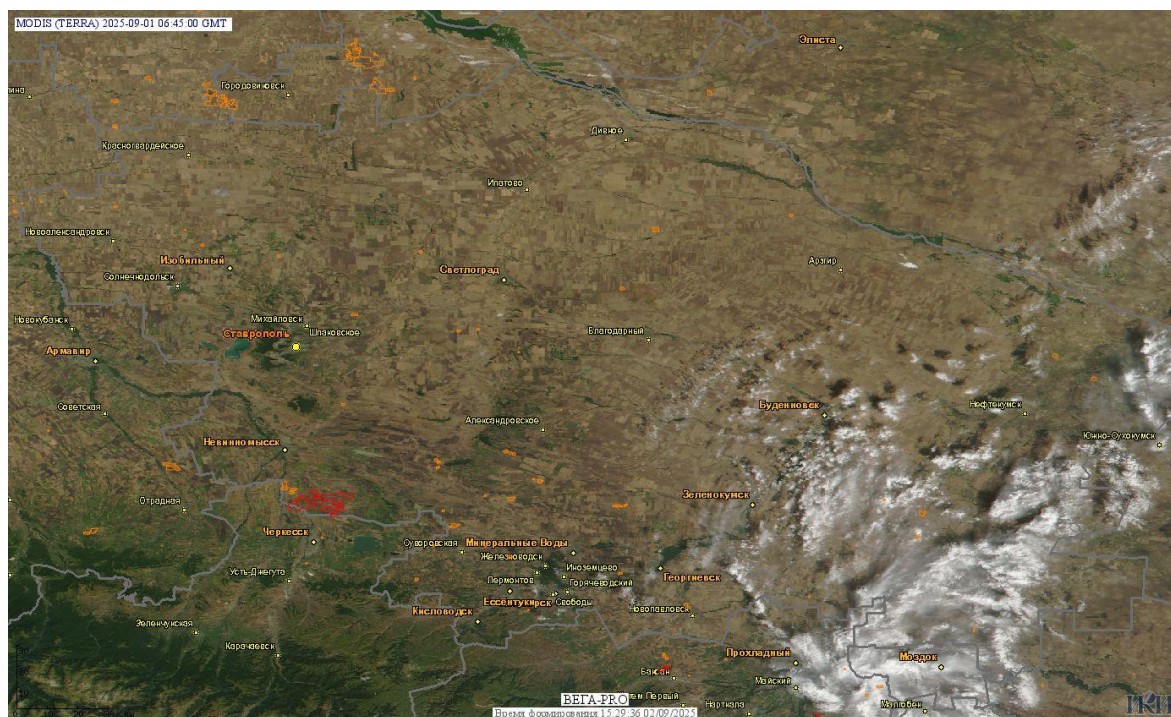 MODIS (TERRA) 2025-09-01 06:45:00 GMT
Элиста
Городовиковск
Дивное
Красногвардейское
Ипатово
Новоалександровск
Изобильный
Светлоград
Арзгир
Солнечнодольск
Михайловск
Новокубанск
Ставрополь
Шпаковское
Благодарный
Армавир
Советская
Буденновск
Нефтекумск
Александровское
Южно-Сухокумск
Невинномысск
Отрадная
Зеленокумск
Черкесск
Суворовская
Минеральные Воды
Железноводск
Иноземцево
Усть-Джегута
Лермонтов
Горячеводский
Георгиевск
Ессентуки
Свободы
Кисловодск
Новопавловск
Зеленчукская
Карачаевск
Прохладный
Моздок
Баксан
Майский
Нарткала
Малгобек
ВЕГА-PRO
Время формирования 15:29:36 02/09/2025
ИКИ